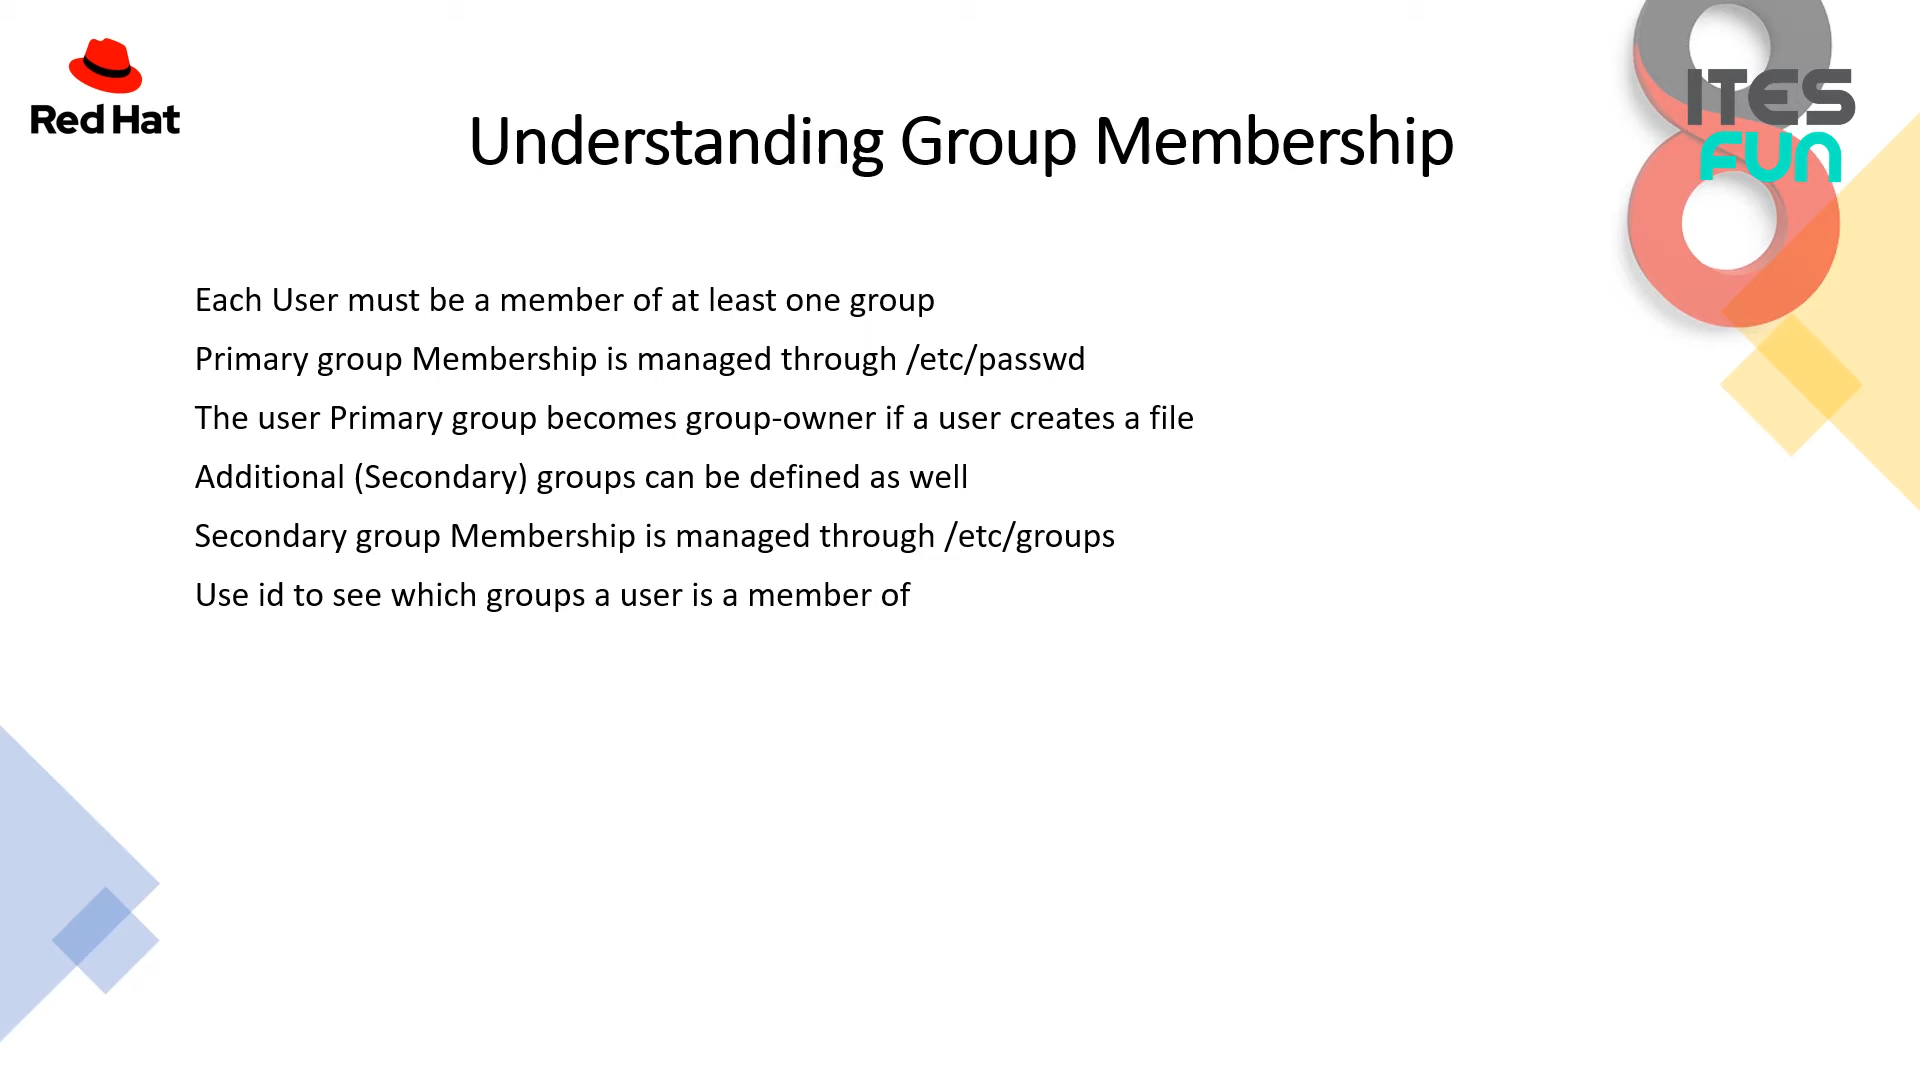 Red Hat
ITES
FUN
Understanding Group Membership
Each User must be a member of at least one group
Primary group Membership is managed through /etc/passwd
The user Primary group becomes group-owner if a user creates a file
Additional (Secondary) groups can be defined as well
Secondary group Membership is managed through /etc/groups
Use id to see which groups a user is a member of